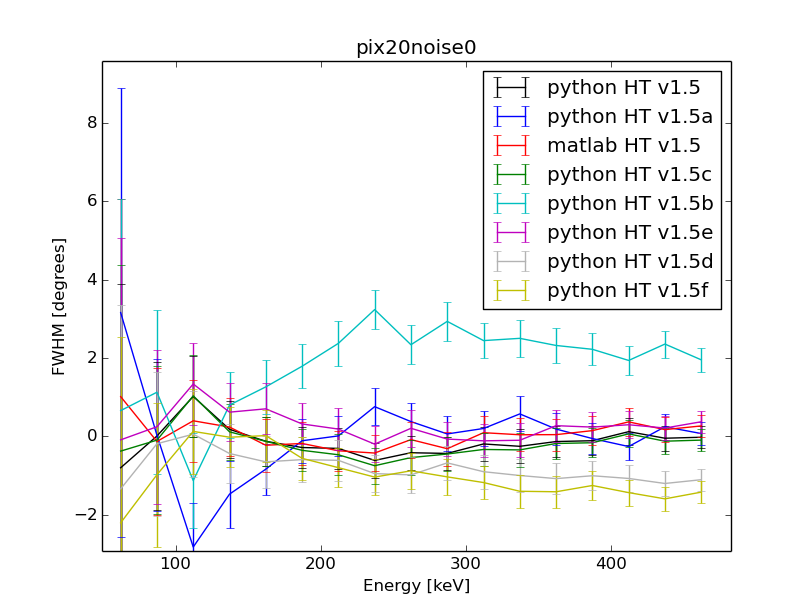 pix20noise0
python HT v1.5
python HT v1.5a
matlab HT v1.5
python HT v1.5c
python HT v1.5b
python HT v1.5e
python HT v1.5d
python HT v1.5f
FWHM [degrees]
8
6
4
2
0
−2
100 200 300 400
Energy [keV]